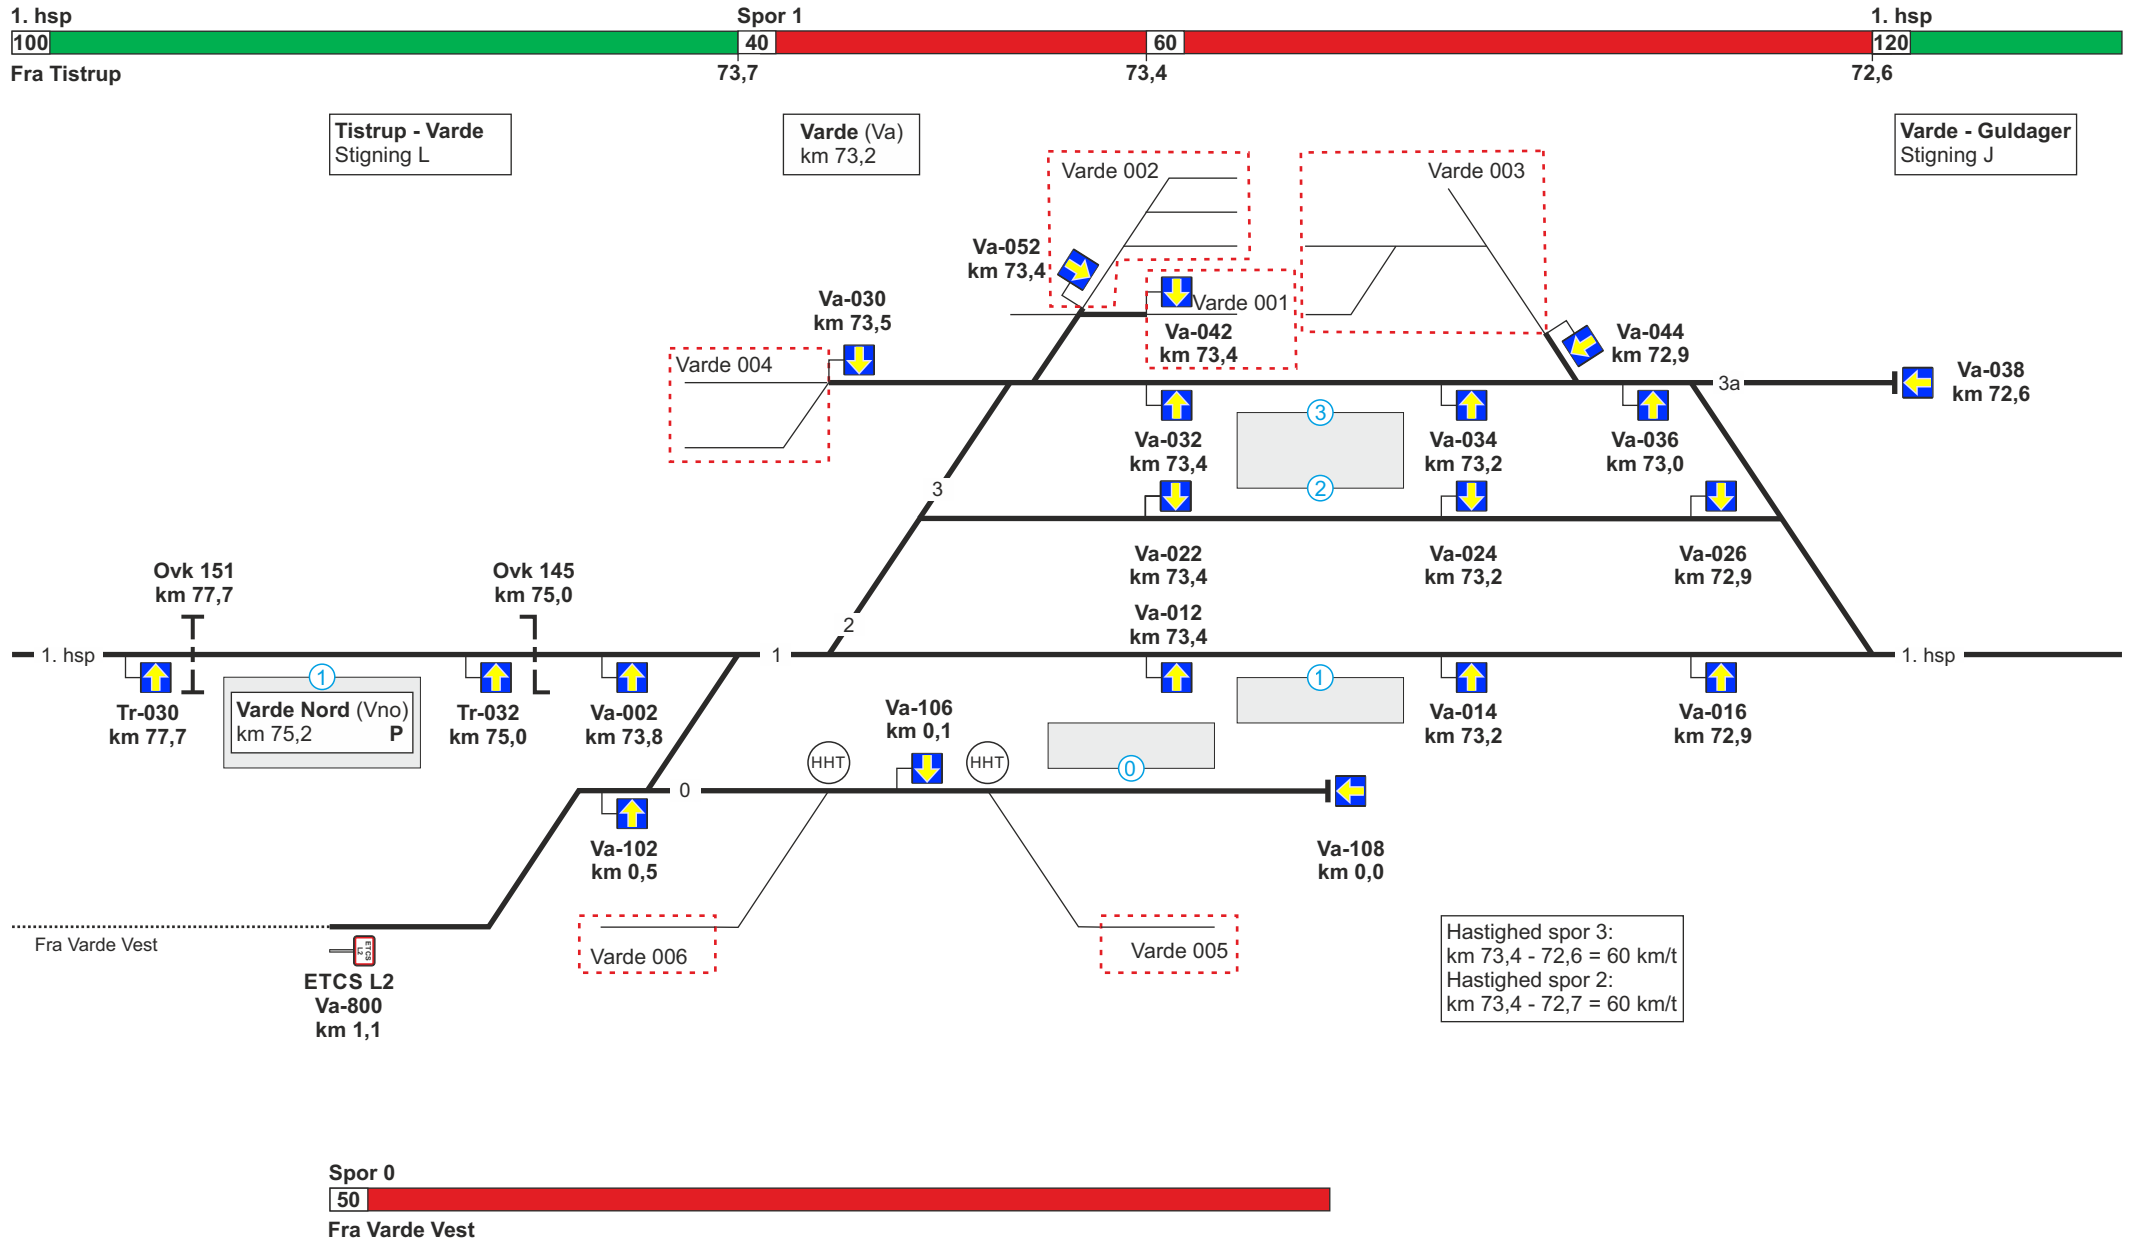 1. hsp
Spor 1
1. hsp
100
40
60
120
Fra Tistrup
73,7
73,4
72,6
Tistrup - Varde
Stigning L
Varde (Va)
km 73,2
Varde - Guldager
Stigning J
Varde 002
Varde 003
Va-052
km 73,4
Varde 001
Va-042
km 73,4
Va-030
km 73,5
Va-044
km 72,9
Varde 004
3a
Va-038
km 72,6
3
Va-032
km 73,4
Va-034
km 73,2
Va-036
km 73,0
2
3
Va-022
km 73,4
Va-024
km 73,2
Va-026
km 72,9
Ovk 151
km 77,7
Ovk 145
km 75,0
Va-012
km 73,4
2
1. hsp
1
1. hsp
1
1
Tr-030
km 77,7
Varde Nord (Vno)
km 75,2 P
Tr-032
km 75,0
Va-002
km 73,8
Va-106
km 0,1
Va-014
km 73,2
Va-016
km 72,9
HHT
HHT
0
0
Va-102
km 0,5
Va-108
km 0,0
Fra Varde Vest
ETCS
L2
ETCS L2
Va-800
km 1,1
Varde 006
Varde 005
Hastighed spor 3:
km 73,4 - 72,6 = 60 km/t
Hastighed spor 2:
km 73,4 - 72,7 = 60 km/t
Spor 0
50
Fra Varde Vest